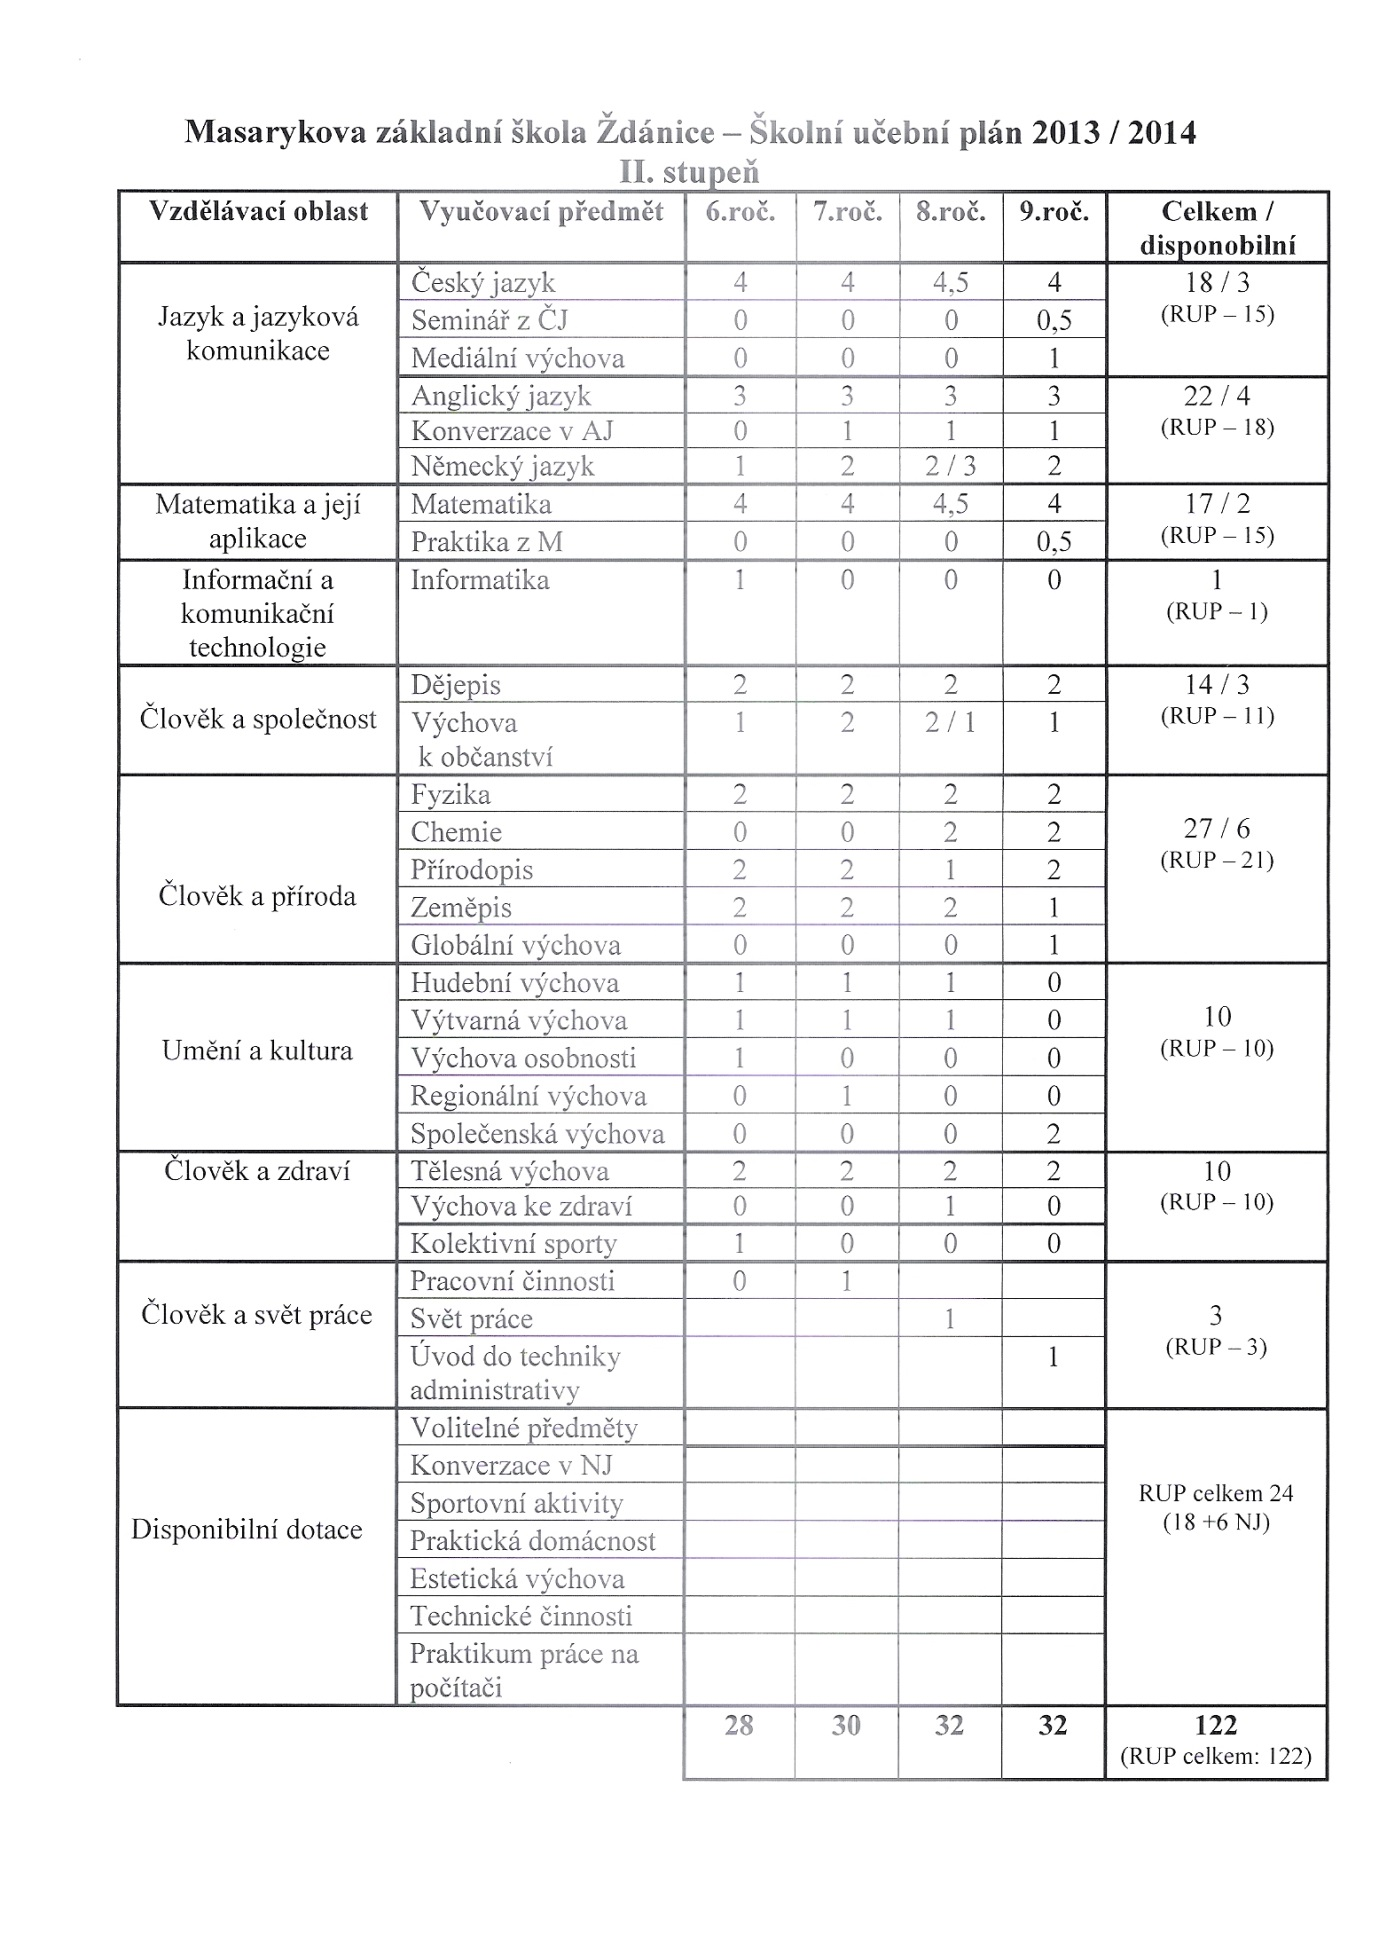 Masarykova základní škola Ždánice – Školní učební plán 2013 / 2014
II. stupeň
Vzdělávací oblast Vyučovací předmět 6.roč. 7.roč. 8.roč. 9.roč. Celkem / disponobilní
Jazyk a jazyková komunikace
Český jazyk 4 4 4,5 4 18 / 3
Seminář z ČJ 0 0 0 0,5 (RUP – 15)
Mediální výchova 0 0 0 1
Anglický jazyk 3 3 3 3 22 / 4
Konverzace v AJ 0 1 1 1 (RUP – 18)
Německý jazyk 1 2 2 / 3 2
Matematika a její aplikace
Matematika 4 4 4,5 4 17 / 2
Praktika z M 0 0 0 0,5 (RUP – 15)
Informační a komunikační technologie
Informatika 1 0 0 0 1
(RUP – 1)
Člověk a společnost
Dějepis 2 2 2 2 14 / 3
Výchova 1 2 2 / 1 1 (RUP – 11)
k občanství
Člověk a příroda
Fyzika 2 2 2 2
Chemie 0 0 2 2 27 / 6
Přírodopis 2 2 1 2 (RUP – 21)
Zeměpis 2 2 2 1
Globální výchova 0 0 0 1
Umění a kultura
Hudební výchova 1 1 1 0
Výtvarná výchova 1 1 1 0 10
Výchova osobnosti 1 0 0 0 (RUP – 10)
Regionální výchova 0 1 0 0
Společenská výchova 0 0 0 2
Člověk a zdraví
Tělesná výchova 2 2 2 2 10
Výchova ke zdraví 0 0 1 0 (RUP – 10)
Kolektivní sporty 1 0 0 0
Člověk a svět práce
Pracovní činnosti 0 1
Svět práce 1 3
Úvod do techniky 1 (RUP – 3)
administrativy
Disponibilní dotace
Volitelné předměty
Konverzace v NJ
Sportovní aktivity RUP celkem 24
Praktická domácnost (18 +6 NJ)
Estetická výchova
Technické činnosti
Praktikum práce na
počítači
28 30 32 32 122
(RUP celkem: 122)